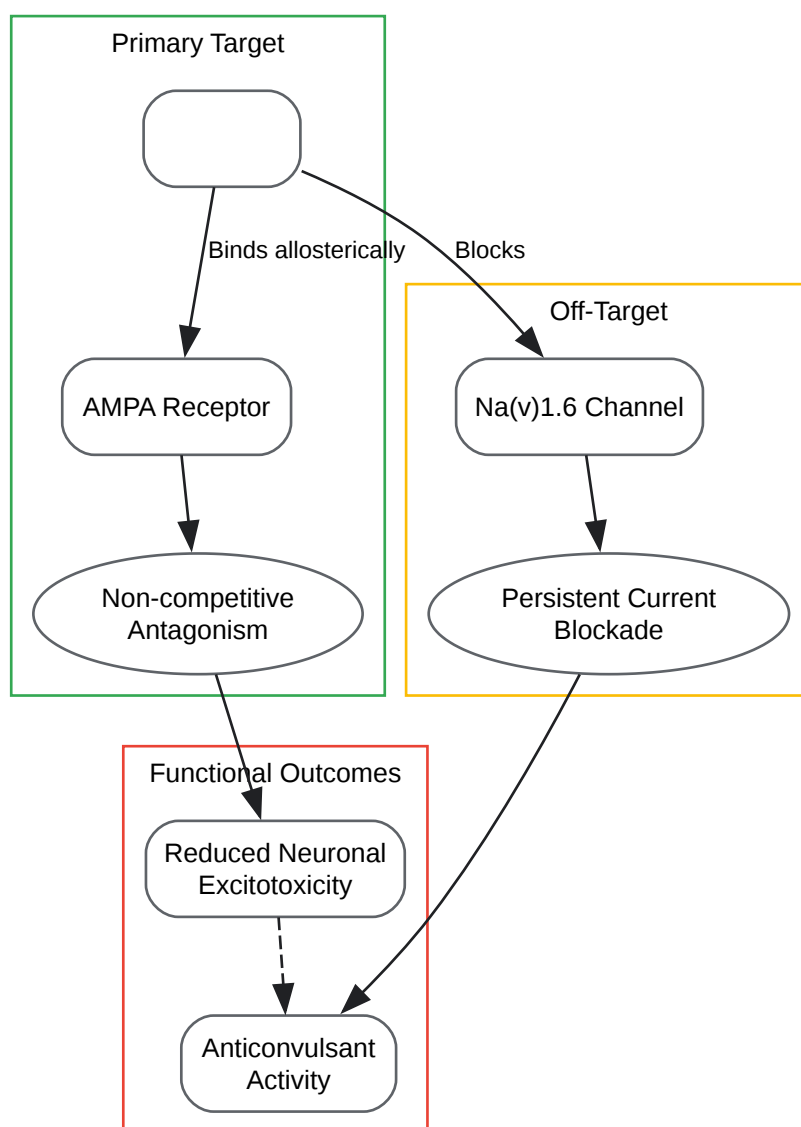 Primary Target
Binds allosterically
Blocks
Off-Target
AMPA Receptor
Na(v)1.6 Channel
Non-competitive
Antagonism
Persistent Current
Blockade
Functional Outcomes
Reduced Neuronal
Excitotoxicity
Anticonvulsant
Activity